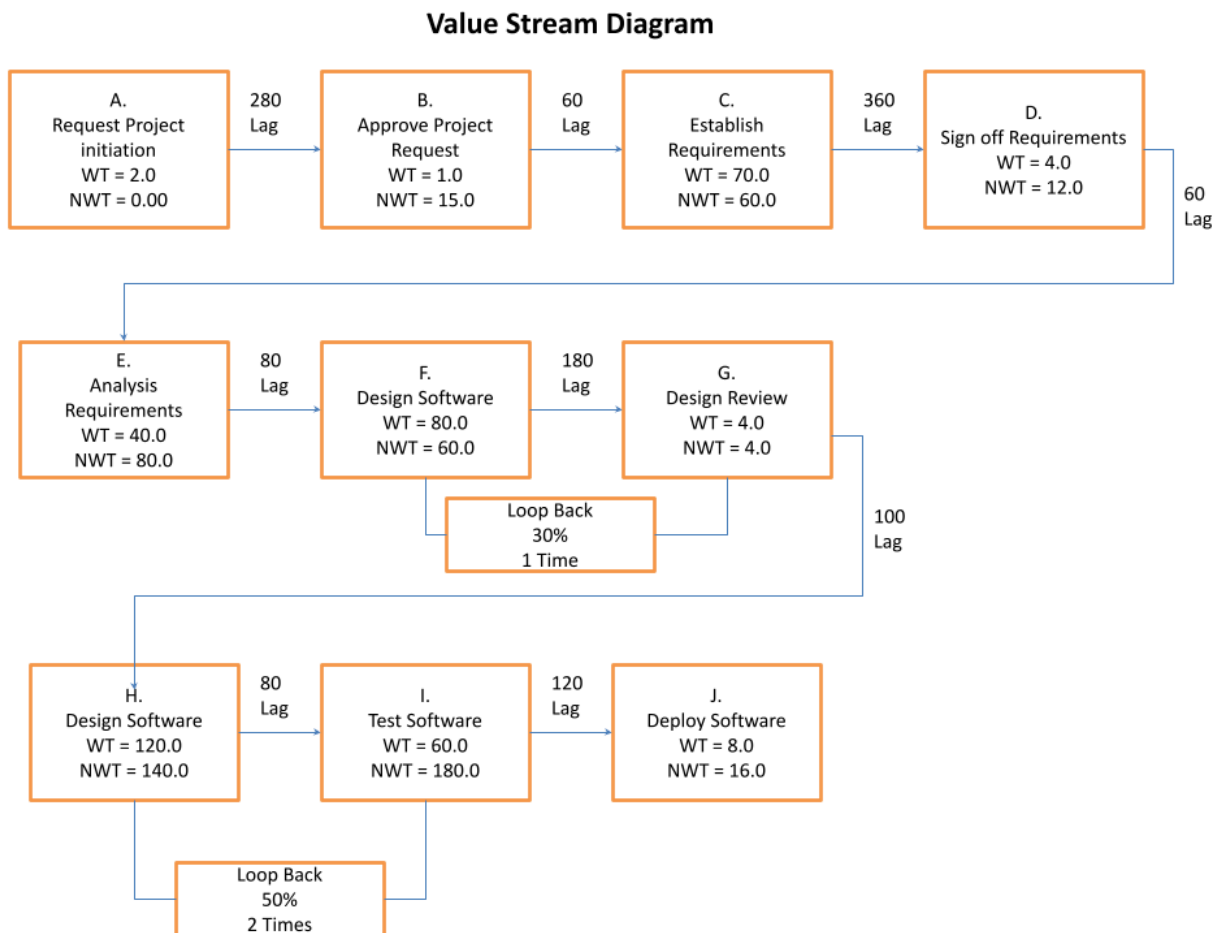 Value Stream Diagram
A.
Request Project
initiation
WT = 2.0
NWT = 0.00
280
Lag
B.
Approve Project
Request
WT = 1.0
NWT = 15.0
60
Lag
C.
Establish
Requirements
WT = 70.0
NWT = 60.0
360
Lag
D.
Sign off Requirements
WT = 4.0
NWT = 12.0
60
Lag
E.
Analysis
Requirements
WT = 40.0
NWT = 80.0
80
Lag
F.
Design Software
WT = 80.0
NWT = 60.0
180
Lag
G.
Design Review
WT = 4.0
NWT = 4.0
Loop Back
30%
1 Time
100
Lag
H.
Design Software
WT = 120.0
NWT = 140.0
80
Lag
I.
Test Software
WT = 60.0
NWT = 180.0
120
Lag
J.
Deploy Software
WT = 8.0
NWT = 16.0
Loop Back
50%
2 Times